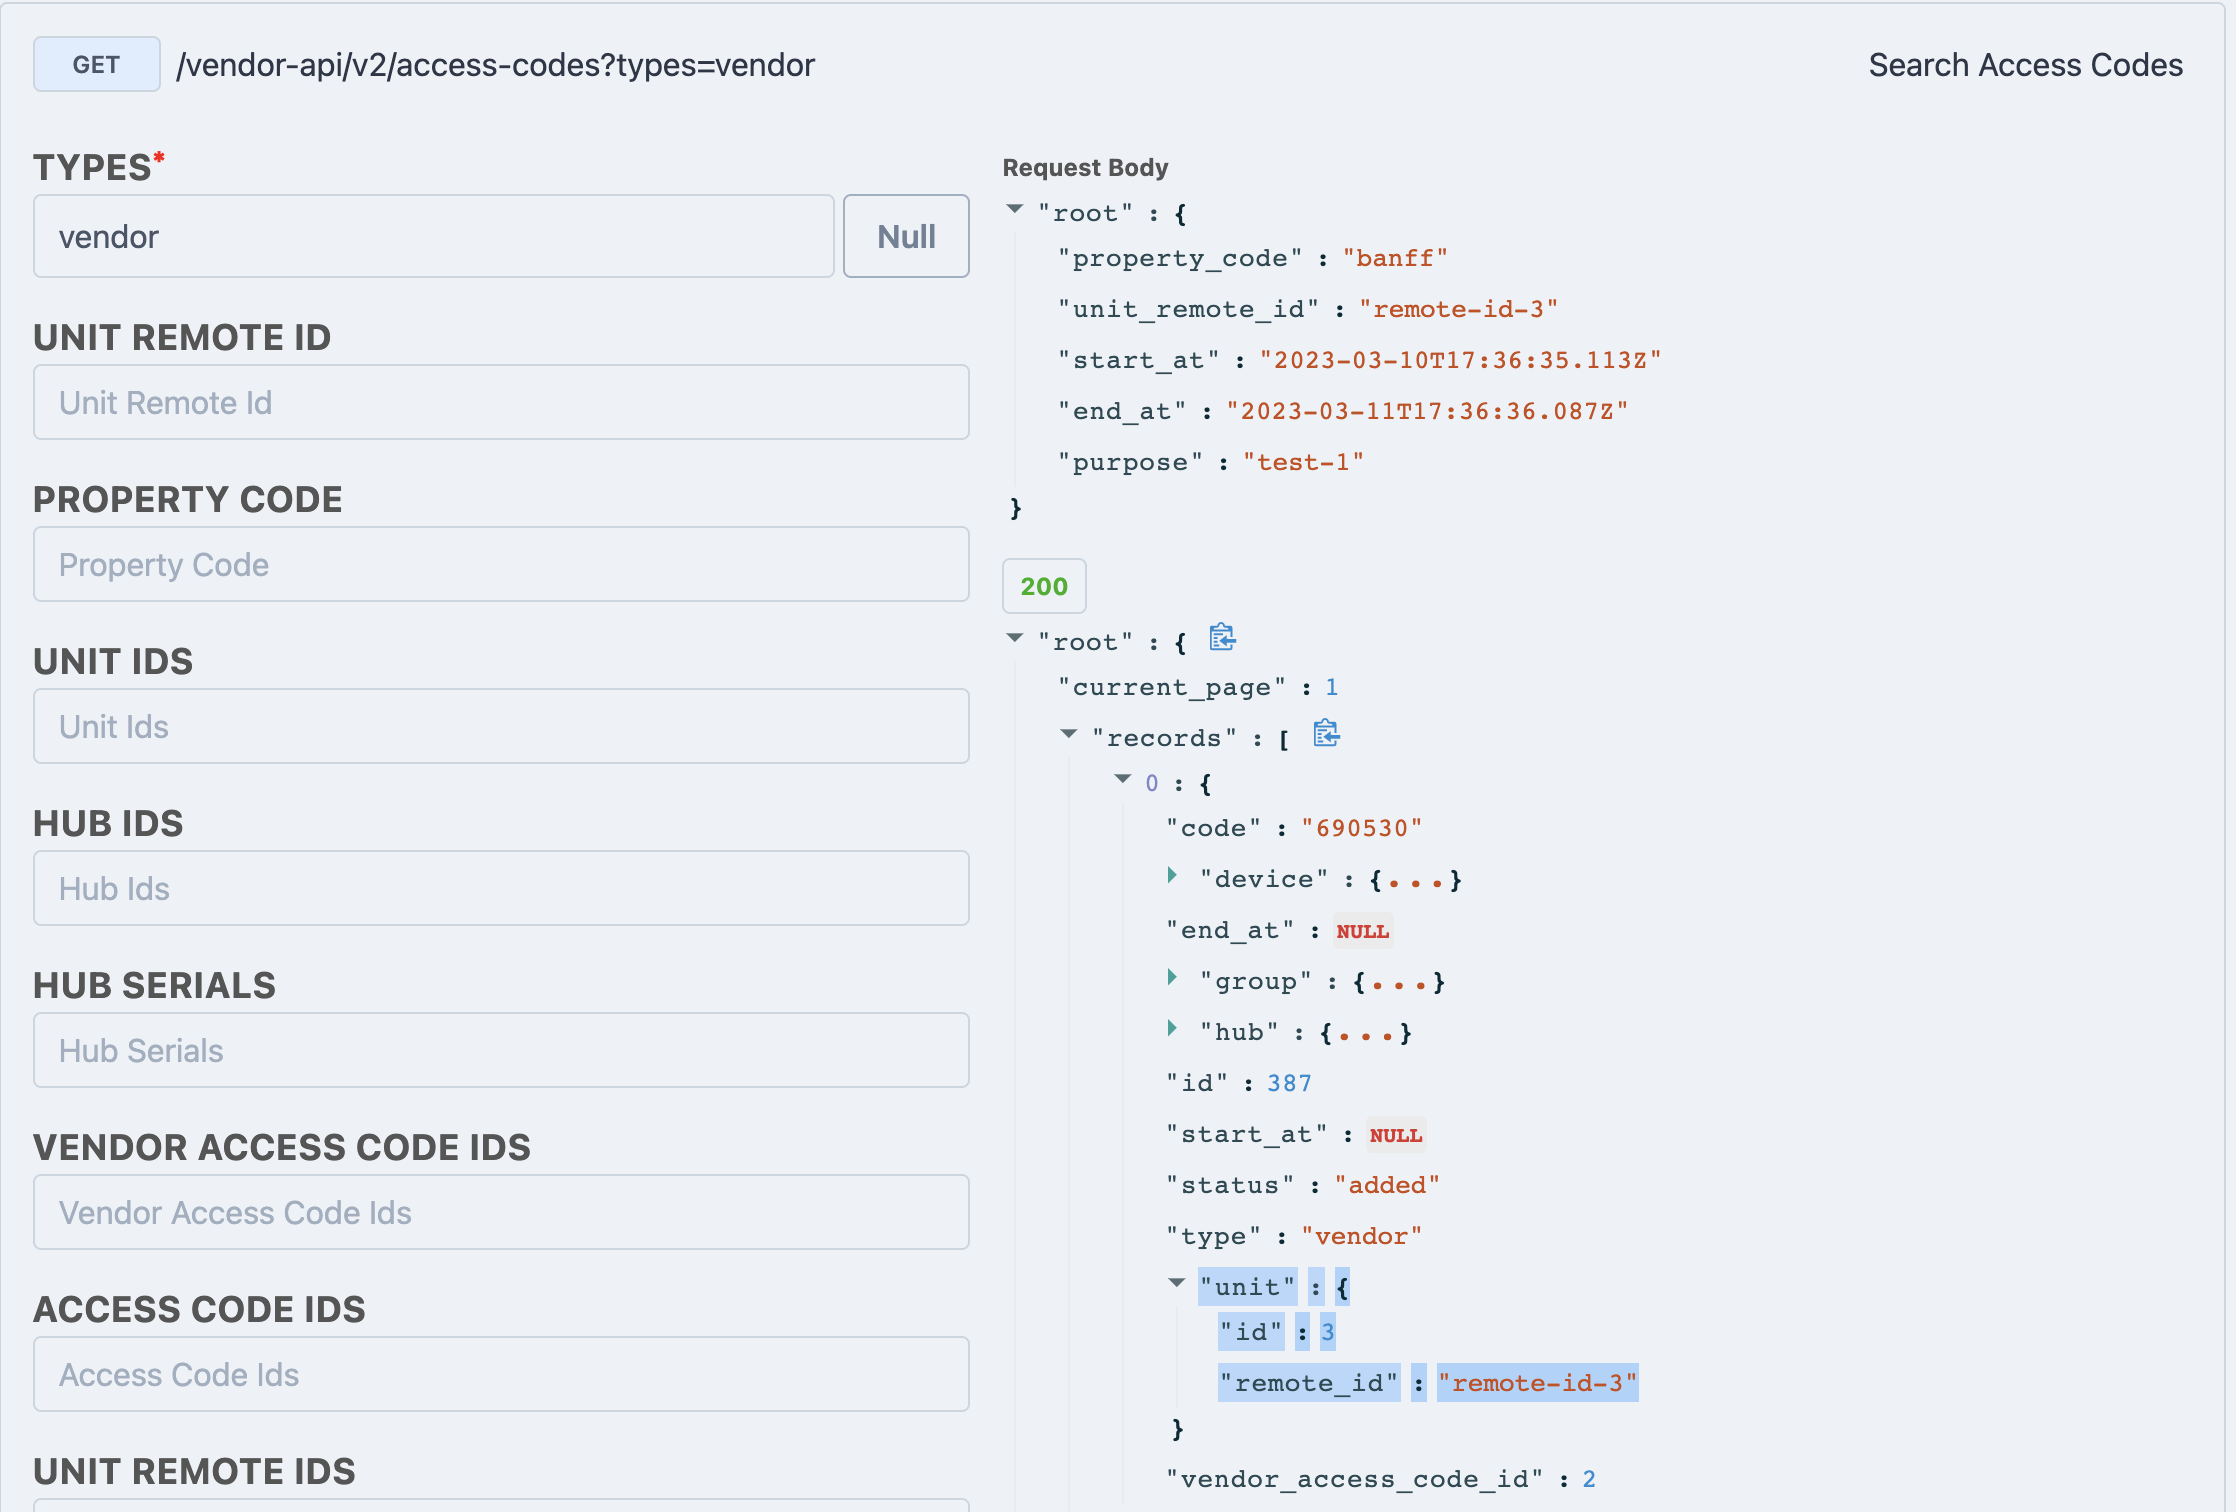 GET /vendor-api/v2/access-codes?types=vendor Search Access Codes
TYPES*
vendor
Null
UNIT REMOTE ID
Unit Remote Id
PROPERTY CODE
Property Code
UNIT IDS
Unit Ids
HUB IDS
Hub Ids
HUB SERIALS
Hub Serials
VENDOR ACCESS CODE IDS
Vendor Access Code Ids
ACCESS CODE IDS
Access Code Ids
UNIT REMOTE IDS
Request Body
"root" : {
"property_code" : "banff"
"unit_remote_id" : "remote-id-3"
"start_at" : "2023-03-10T17:36:35.113Z"
"end_at" : "2023-03-11T17:36:36.087Z"
"purpose" : "test-1"
}
200
"root" : {
"current_page" : 1
"records" : [
0 : {
"code" : "690530"
"device" : {...}
"end_at" : NULL
"group" : {...}
"hub" : {...}
"id" : 387
"start_at" : NULL
"status" : "added"
"type" : "vendor"
"unit" : {
"id" : 3
"remote_id" : "remote-id-3"
}
"vendor_access_code_id" : 2